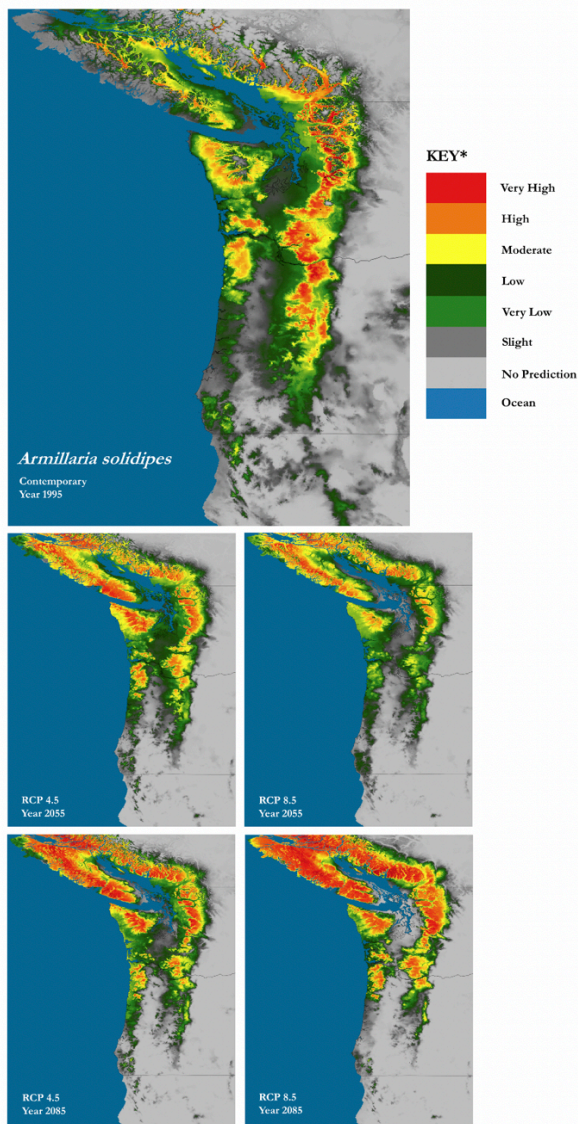 KEY*
Very High
High
Moderate
Low
Very Low
Slight
No Prediction
Ocean
Armillaria solidipes
Contemporary
Year 1995
RCP 4.5
Year 2055
RCP 8.5
Year 2055
RCP 4.5
Year 2085
RCP 8.5
Year 2085